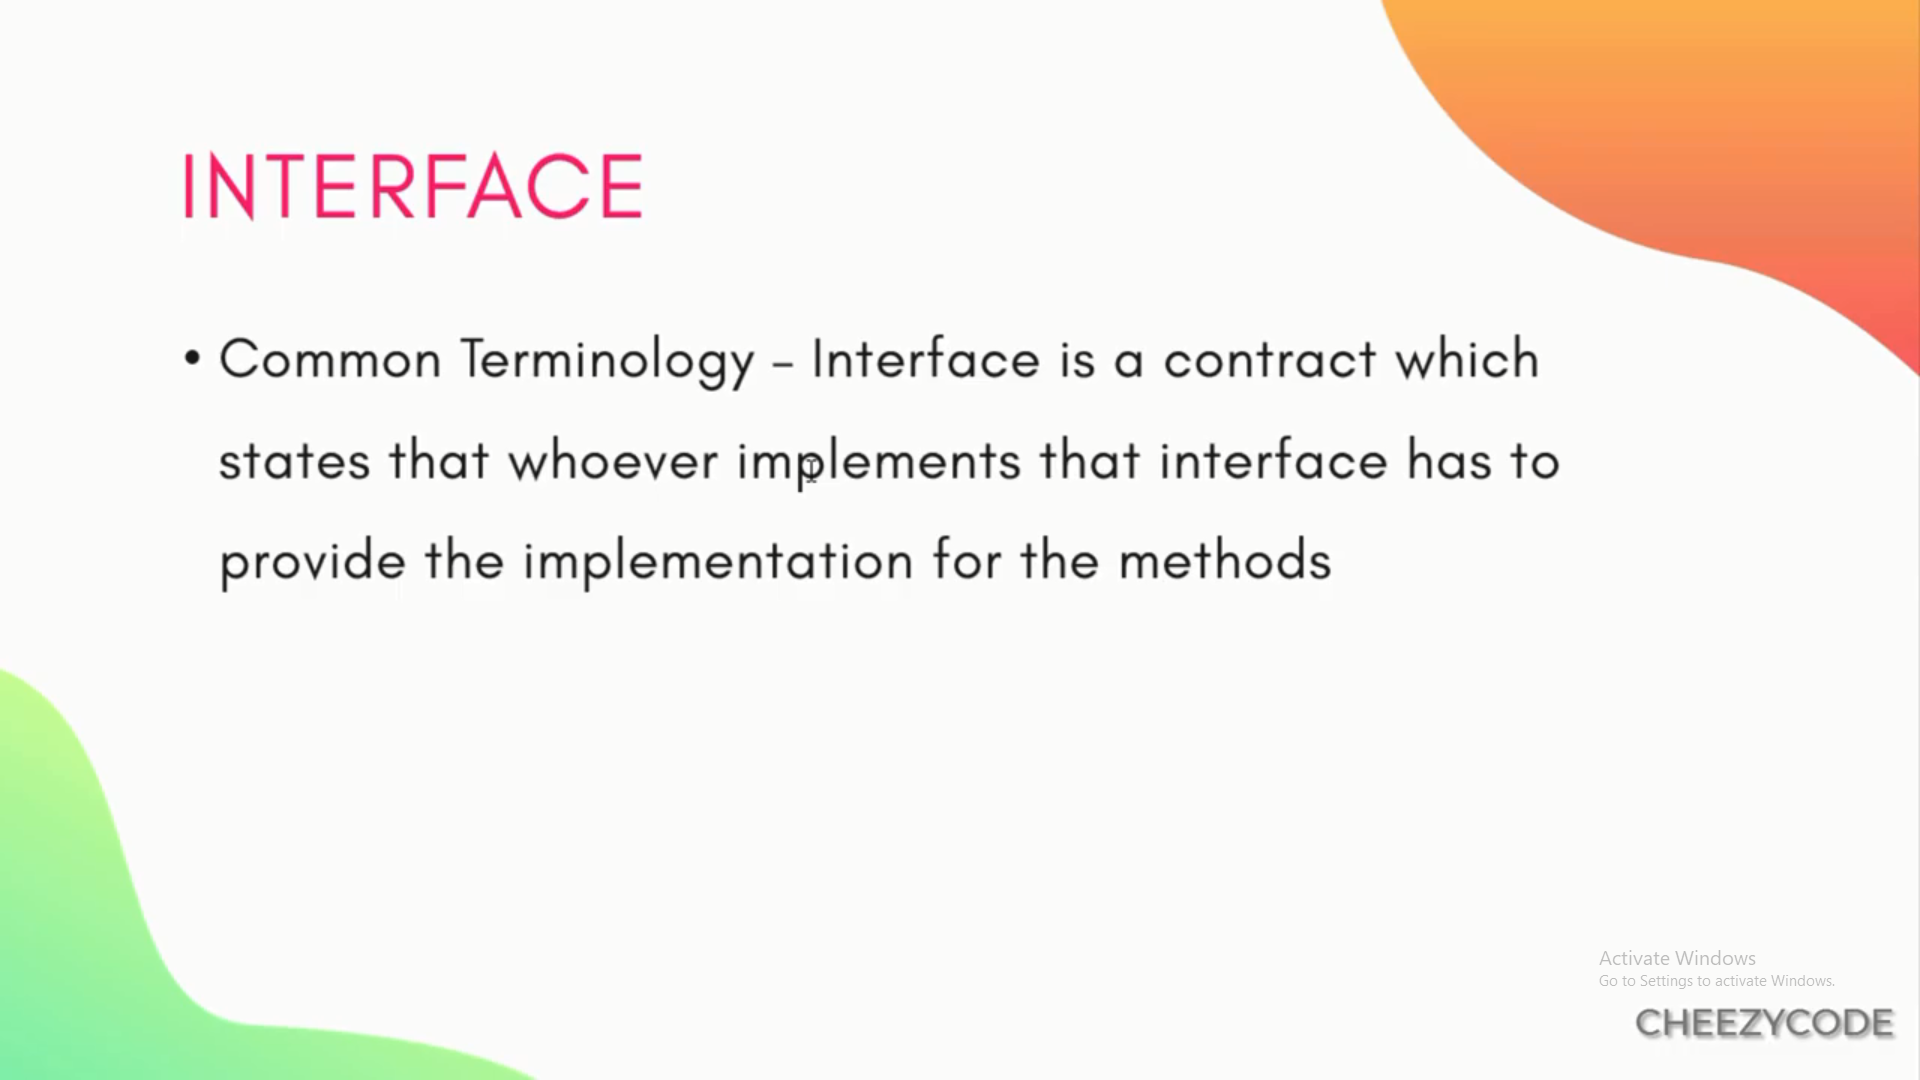 INTERFACE
• Common Terminology – Interface is a contract which
states that whoever implements that interface has to
provide the implementation for the methods
Activate Windows
Go to Settings to activate Windows.
CHEEZYCODE